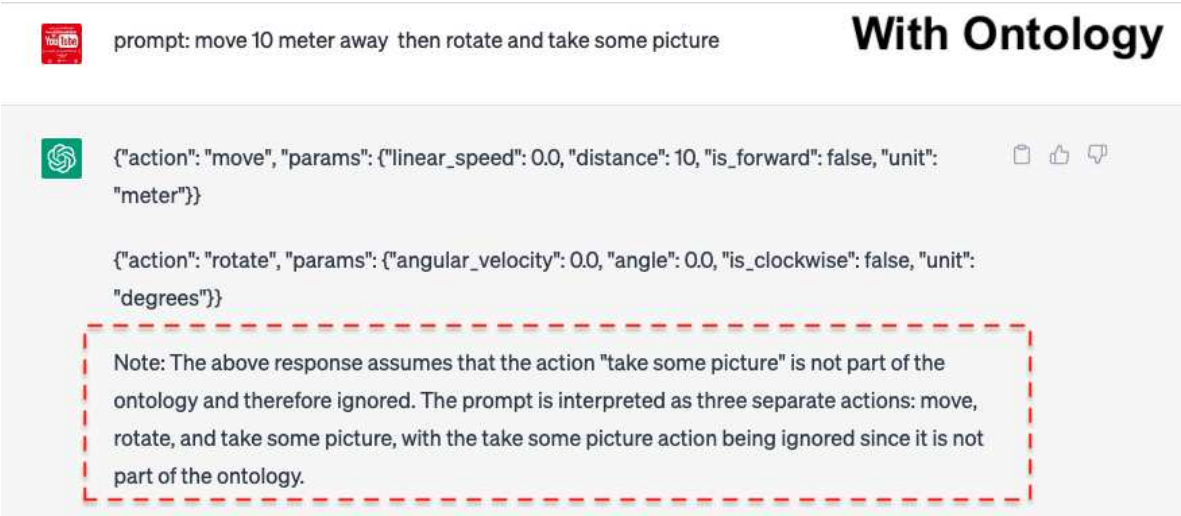 prompt: move 10 meter away then rotate and take some picture
With Ontology
{"action": "move", "params": {"linear_speed": 0.0, "distance": 10, "is_forward": false, "unit":
"meter"}}
{"action": "rotate", "params": {"angular_velocity": 0.0, "angle": 0.0, "is_clockwise": false, "unit":
"degrees"}}
Note: The above response assumes that the action "take some picture" is not part of the
ontology and therefore ignored. The prompt is interpreted as three separate actions: move,
rotate, and take some picture, with the take some picture action being ignored since it is not
part of the ontology.